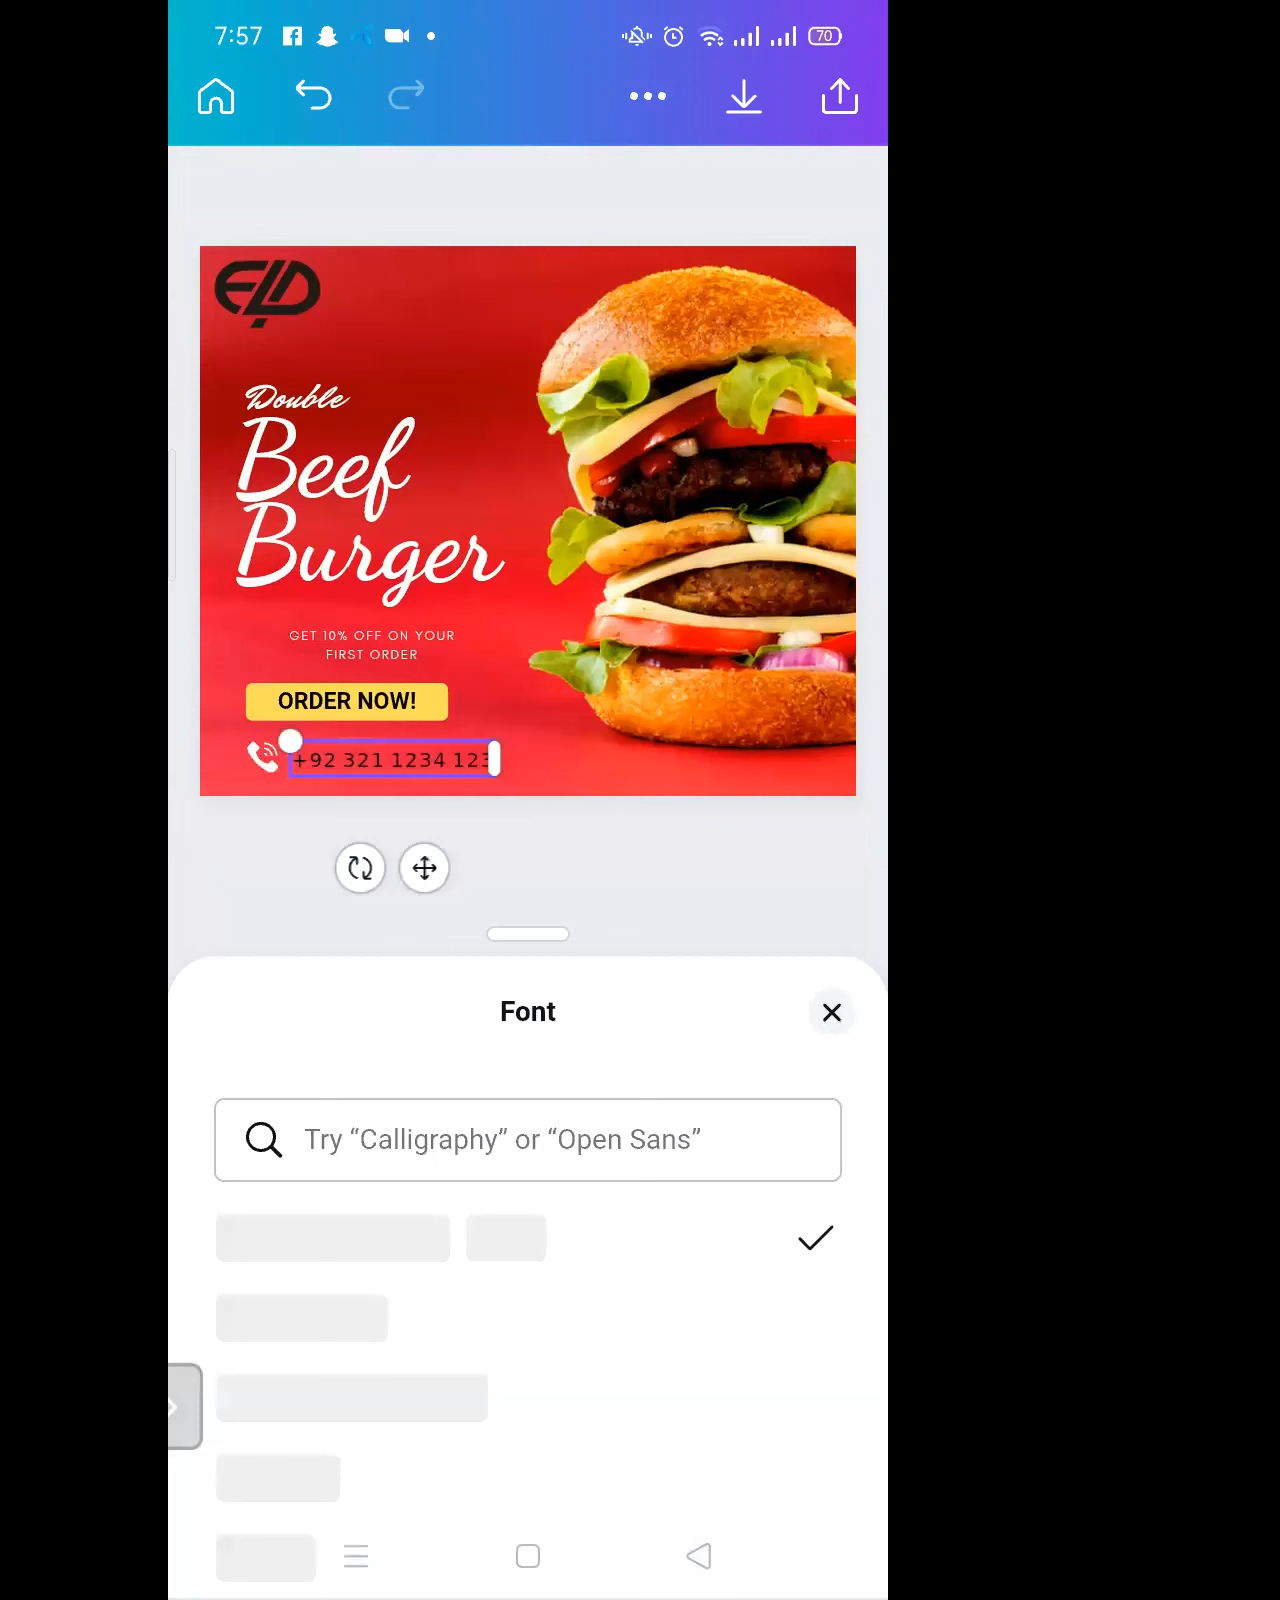 7:57
70
ELD
Double
Beef
Burger
GET 10% OFF ON YOUR
FIRST ORDER
ORDER NOW!
+92 321 1234 123
Font
Try “Calligraphy” or “Open Sans”